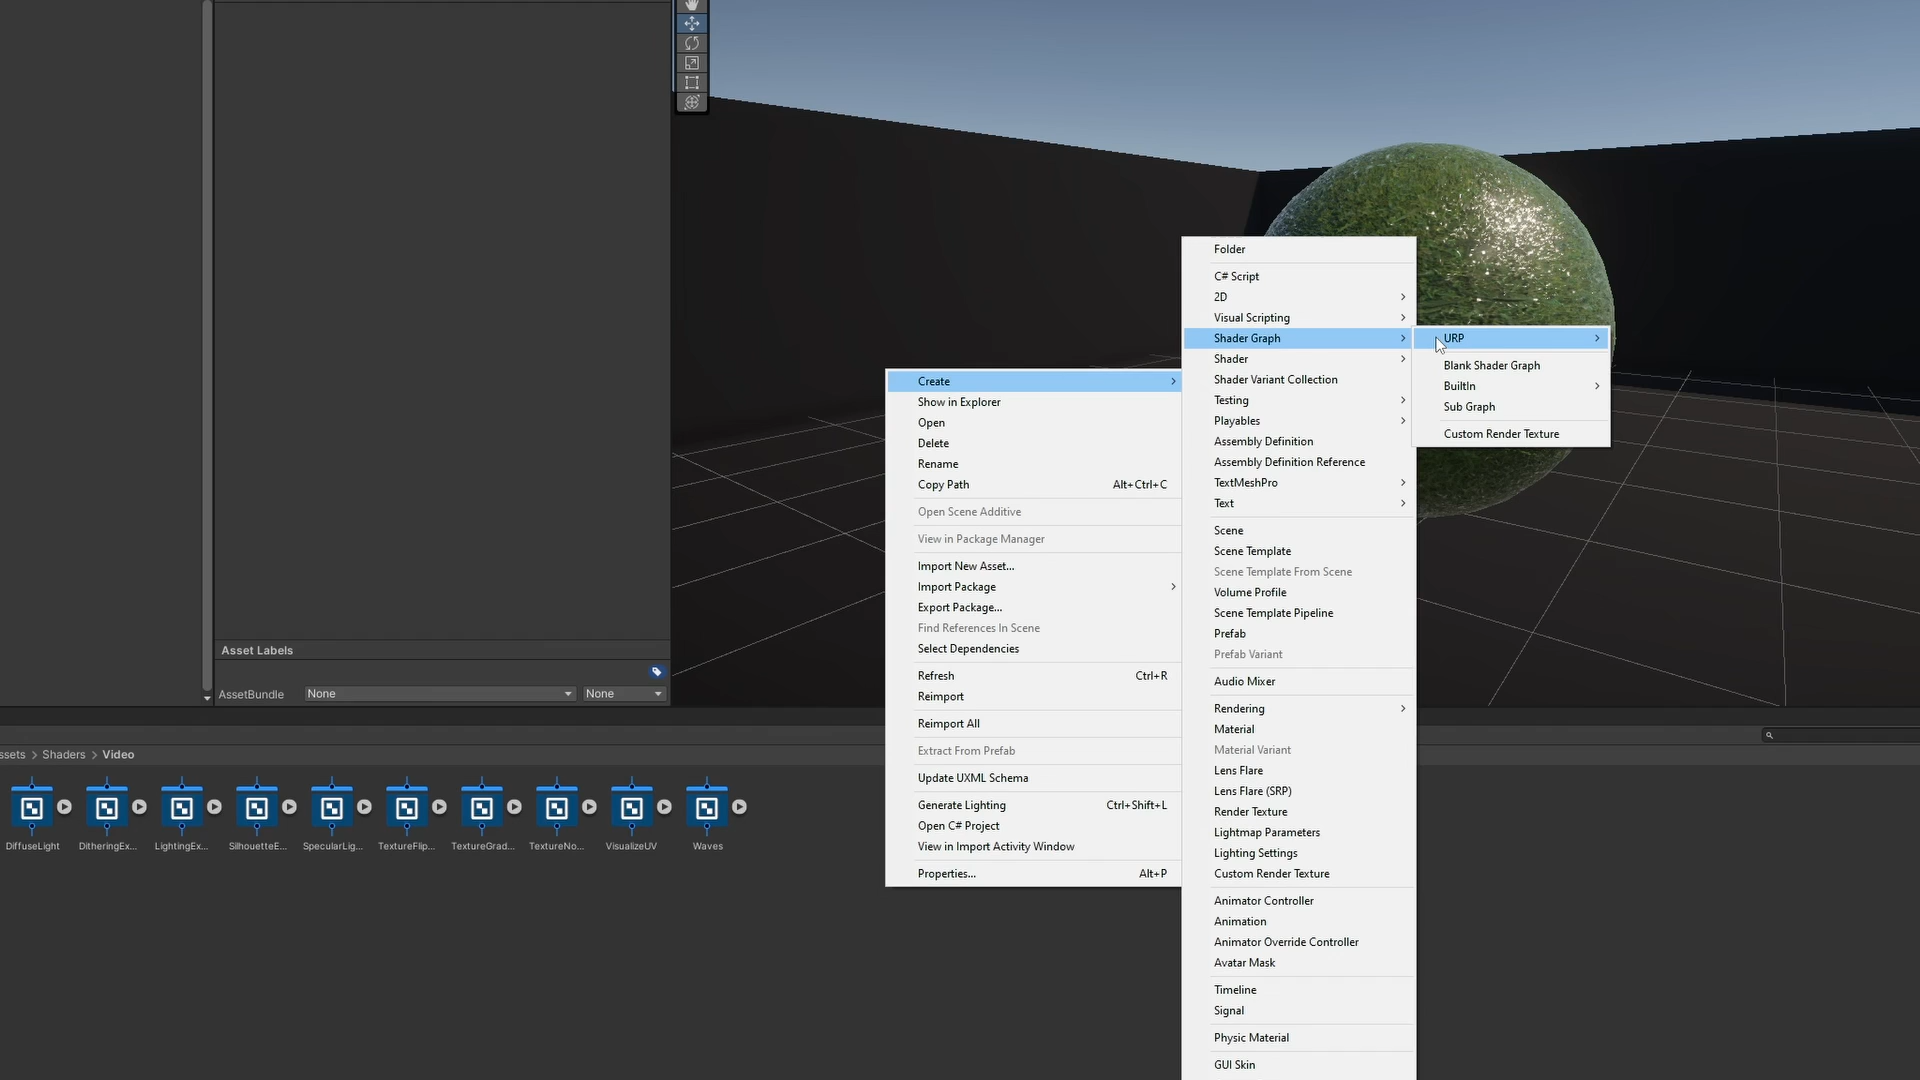 Folder
C# Script
2D
Visual Scripting
Shader Graph
Shader
Shader Variant Collection
Testing
Playables
Assembly Definition
Assembly Definition Reference
TextMeshPro
Text
Scene
Scene Template
Scene Template From Scene
Volume Profile
Scene Template Pipeline
Prefab
Prefab Variant
Audio Mixer
Rendering
Material
Material Variant
Lens Flare
Lens Flare (SRP)
Render Texture
Lightmap Parameters
Lighting Settings
Custom Render Texture
Animator Controller
Animation
Animator Override Controller
Avatar Mask
Timeline
Signal
Physic Material
GUI Skin
URP
Blank Shader Graph
BuiltIn
Sub Graph
Custom Render Texture
Create
Show in Explorer
Open
Delete
Rename
Copy Path Alt+Ctrl+C
Open Scene Additive
View in Package Manager
Import New Asset...
Import Package
Export Package...
Find References In Scene
Select Dependencies
Refresh Ctrl+R
Reimport
Reimport All
Extract From Prefab
Update UXML Schema
Generate Lighting Ctrl+Shift+L
Open C# Project
View in Import Activity Window
Properties... Alt+P
Asset Labels
AssetBundle None None
ssets > Shaders > Video
DiffuseLight DitheringEx... LightingEx... SilhouetteE... SpecularLig... TextureFlip... TextureGrad... TextureNo... VisualizeUV Waves